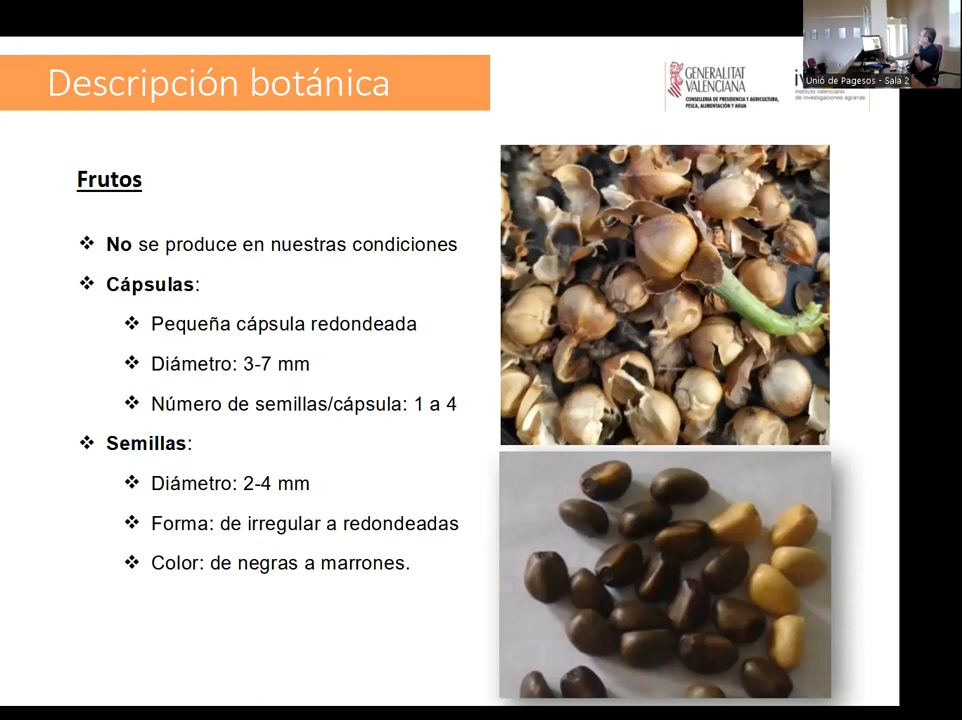 Descripción botánica
GENERALITAT
VALENCIANA
CONSELLERIA DE PRESIDENCIA Y AGRICULTURA,
PESCA, ALIMENTACIÓN Y AGUA
instituto valenciano
de investigaciones agrarias
Unió de Pagesos - Sala 2
Frutos
❖ No se produce en nuestras condiciones
❖ Cápsulas:
❖ Pequeña cápsula redondeada
❖ Diámetro: 3-7 mm
❖ Número de semillas/cápsula: 1 a 4
❖ Semillas:
❖ Diámetro: 2-4 mm
❖ Forma: de irregular a redondeadas
❖ Color: de negras a marrones.